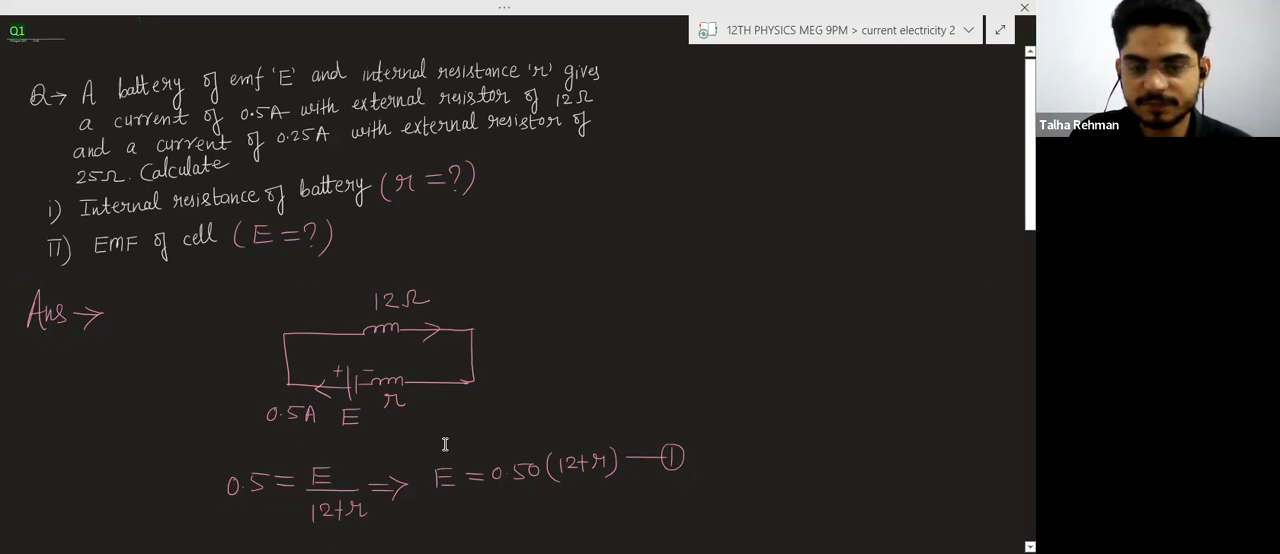 Q1
12TH PHYSICS MEG 9PM > current electricity 2
Talha Rehman
Q→ A battery of emf 'E' and internal resistance 'r' gives
a current of 0.5A with external resistor of 12Ω
and a current of 0.25A with external resistor of
25Ω. Calculate
i) Internal resistance of battery (r=?)
II) EMF of cell (E=?)
Ans →
12Ω
+ -
r
0.5A E
0.5 = E/12+r => E = 0.50(12+r) — ①